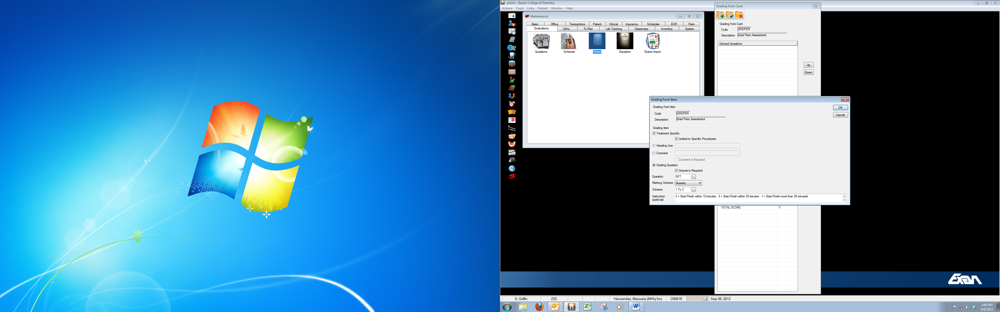 axiUm - Baylor College of Dentistry
Actions Tools Links Patient Window Help
Maintenance
Basic Office Transactions Patient Clinical Insurance Scheduler EHR Perio
Evaluations Ortho Tx Plan Lab Tracking Dispensary Inventory System
Questions Schemes Forms Discipline Exams Import
Grading Form Card
Grading Form Card
Code GRDPER
Description Grad Perio Assessment
General Questions
Up
Down
Grading Form Item
Grading Form Item
OK
Code GRDPER
Cancel
Description Grad Perio Assessment
Grading Item
Treatment Specific
Limited to Specific Procedures
Heading Line
Comment
Comment is Required
Grading Question
Answer is Required
Question GP7 ...
Marking Scheme Numeric
Scheme 1 To 3 ...
Instruction 3 = Start/Finish within 15 minutes 2 = Start/Finish within 25 minutes 1 = Start/Finish more than 25 minutes
(optional)
TOTAL SCORE Y
Exan
S. Griffin Z25 Hernandez, Manuela (M45y3m) D90678 Sep 06, 2012
3:06 PM
9/6/2012